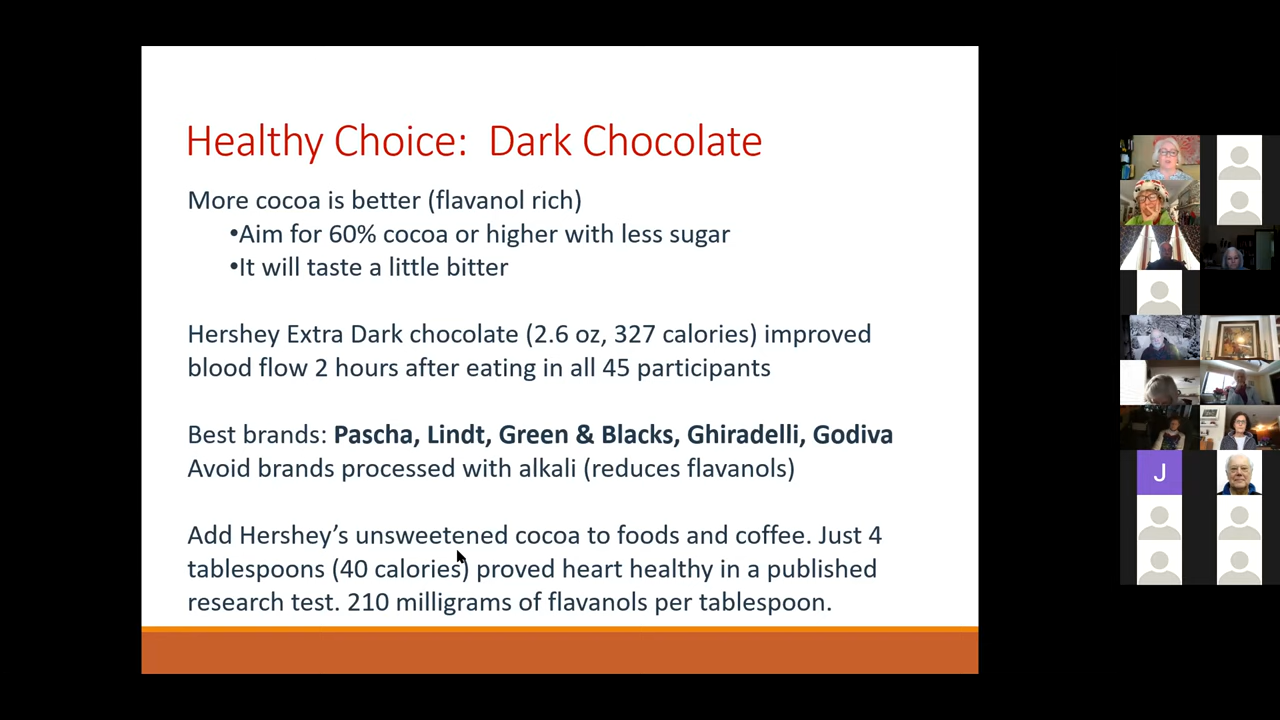 Healthy Choice:  Dark Chocolate
More cocoa is better (flavanol rich)
•Aim for 60% cocoa or higher with less sugar
•It will taste a little bitter
Hershey Extra Dark chocolate (2.6 oz, 327 calories) improved
blood flow 2 hours after eating in all 45 participants
Best brands: Pascha, Lindt, Green & Blacks, Ghiradelli, Godiva
Avoid brands processed with alkali (reduces flavanols)
Add Hershey’s unsweetened cocoa to foods and coffee. Just 4
tablespoons (40 calories) proved heart healthy in a published
research test. 210 milligrams of flavanols per tablespoon.
J